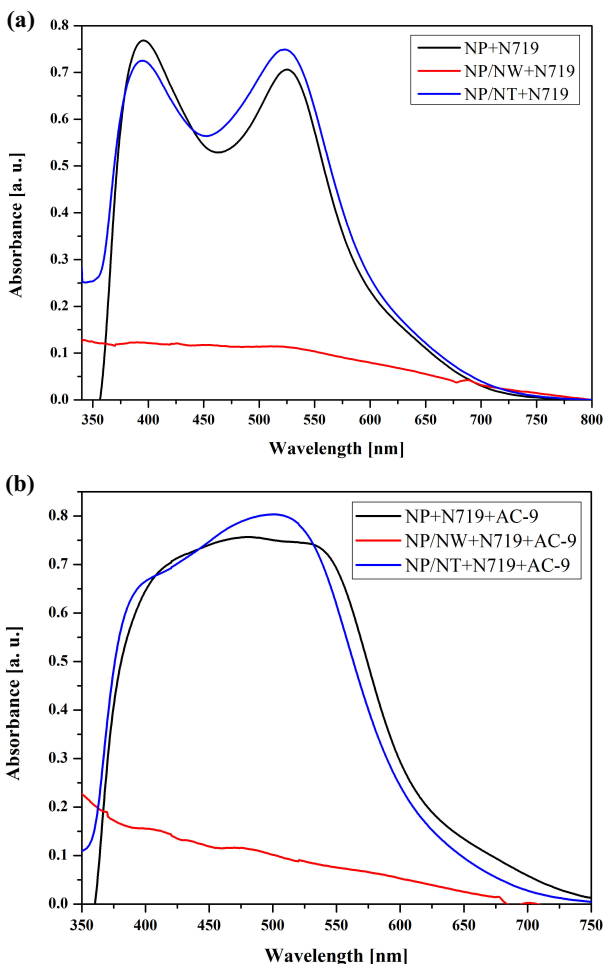 (a)
NP+N719
NP/NW+N719
NP/NT+N719
0.8
0.7
0.6
0.5
0.4
0.3
0.2
0.1
0.0
Absorbance [a. u.]
350 400 450 500 550 600 650 700 750 800
Wavelength [nm]
(b)
NP+N719+AC-9
NP/NW+N719+AC-9
NP/NT+N719+AC-9
0.8
0.7
0.6
0.5
0.4
0.3
0.2
0.1
0.0
Absorbance [a. u.]
350 400 450 500 550 600 650 700 750
Wavelength [nm]